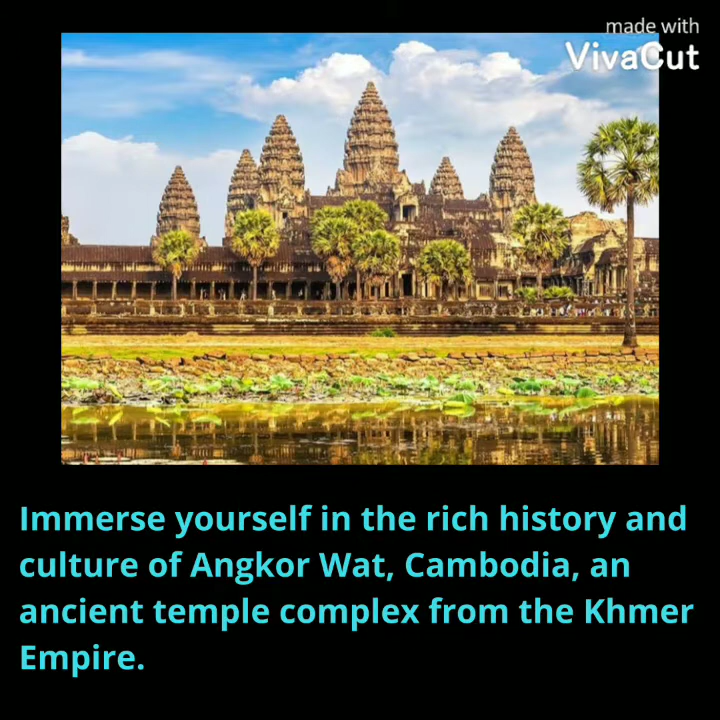 made with
VivaCut
Immerse yourself in the rich history and
culture of Angkor Wat, Cambodia, an
ancient temple complex from the Khmer
Empire.